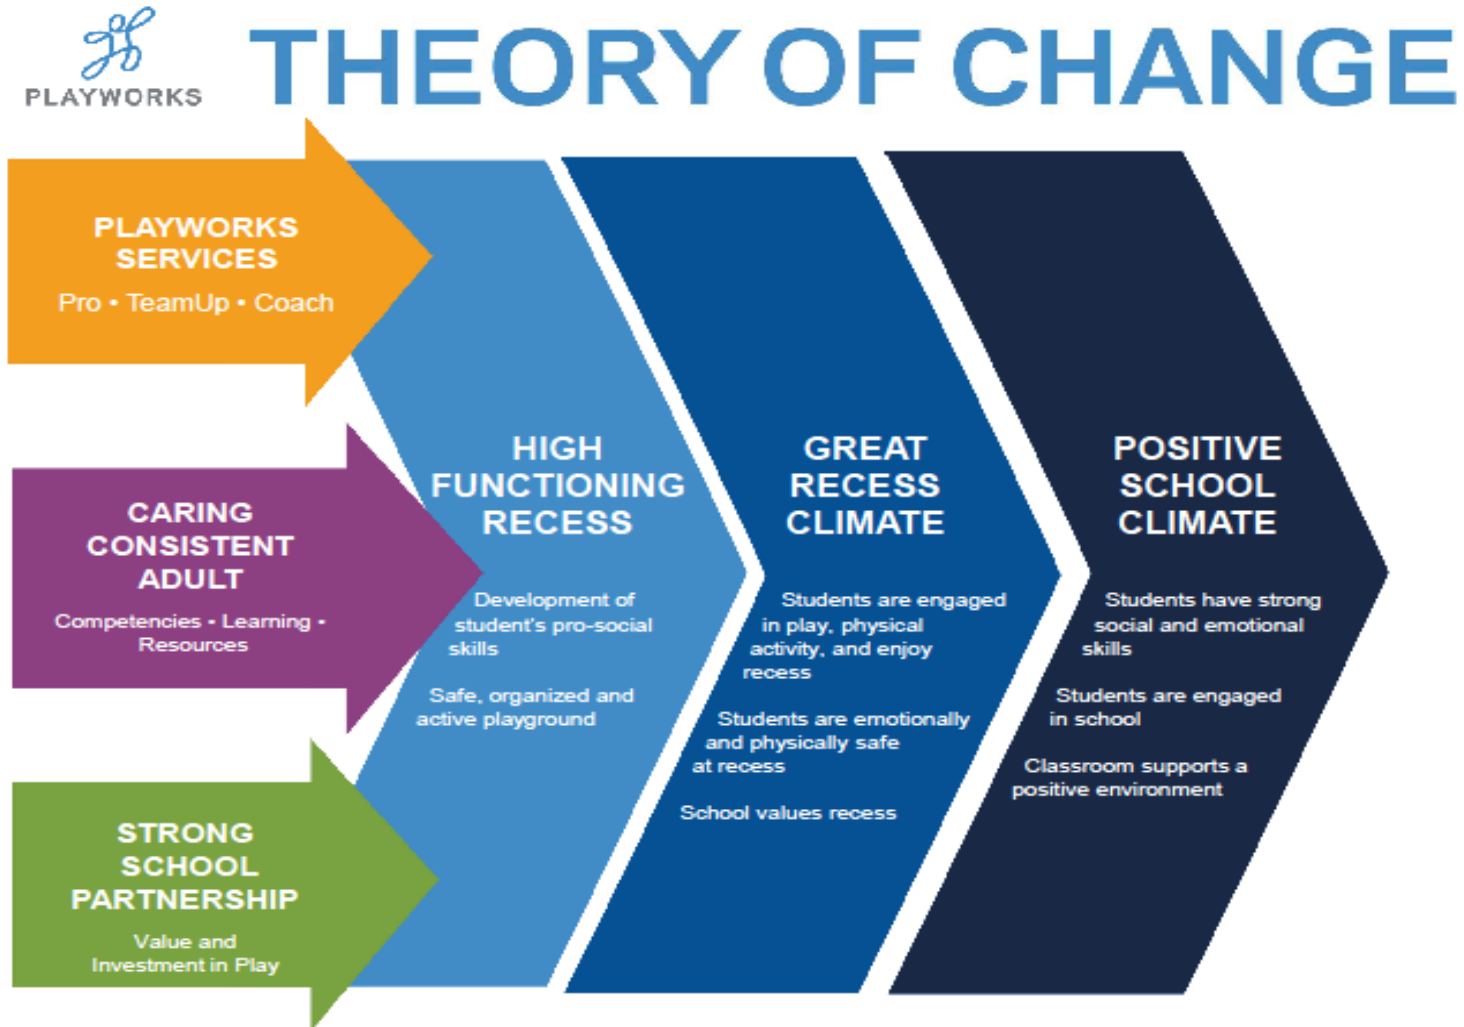 PLAYWORKS
THEORY OF CHANGE
PLAYWORKS
SERVICES
Pro • TeamUp • Coach
CARING
CONSISTENT
ADULT
Competencies • Learning •
Resources
STRONG
SCHOOL
PARTNERSHIP
Value and
Investment in Play
HIGH
FUNCTIONING
RECESS
Development of
student's pro-social
skills
Safe, organized and
active playground
GREAT
RECESS
CLIMATE
Students are engaged
in play, physical
activity, and enjoy
recess
Students are emotionally
and physically safe
at recess
School values recess
POSITIVE
SCHOOL
CLIMATE
Students have strong
social and emotional
skills
Students are engaged
in school
Classroom supports a
positive environment